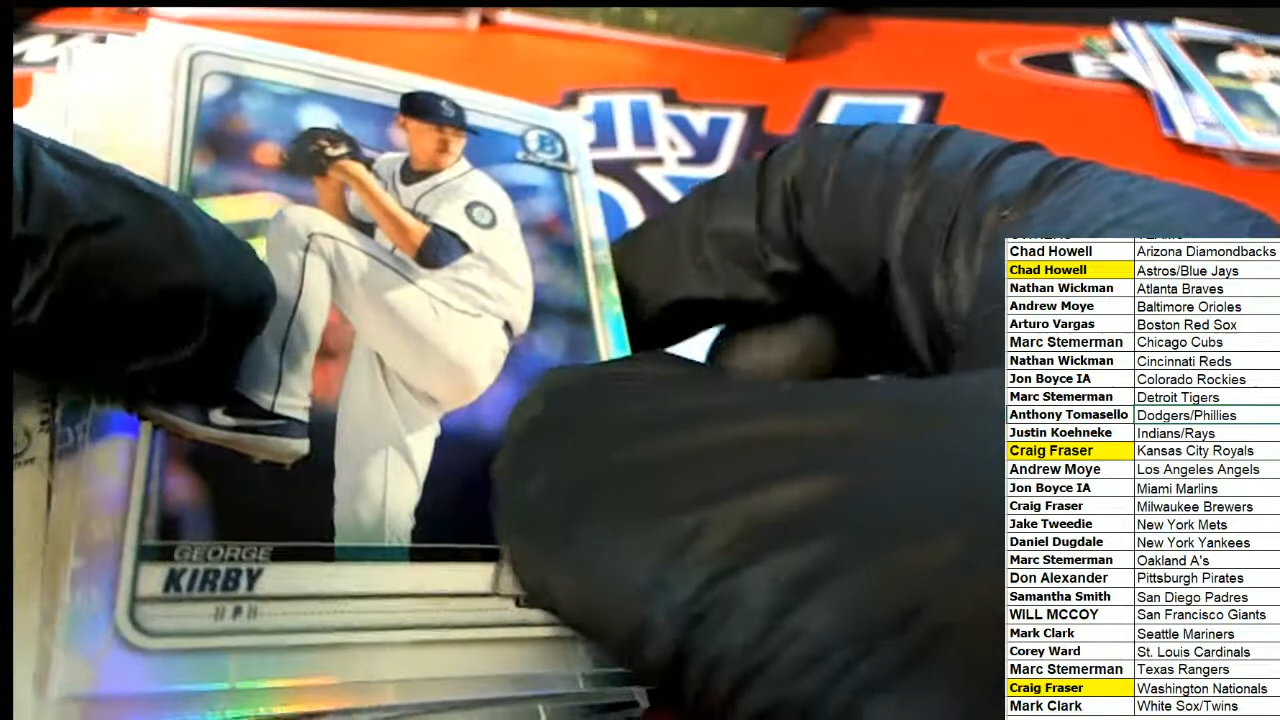 dly
B
GEORGE
KIRBY
RHP
Chad Howell Arizona Diamondbacks
Chad Howell Astros/Blue Jays
Nathan Wickman Atlanta Braves
Andrew Moye Baltimore Orioles
Arturo Vargas Boston Red Sox
Marc Stemerman Chicago Cubs
Nathan Wickman Cincinnati Reds
Jon Boyce IA Colorado Rockies
Marc Stemerman Detroit Tigers
Anthony Tomasello Dodgers/Phillies
Justin Koehneke Indians/Rays
Craig Fraser Kansas City Royals
Andrew Moye Los Angeles Angels
Jon Boyce IA Miami Marlins
Craig Fraser Milwaukee Brewers
Jake Tweedie New York Mets
Daniel Dugdale New York Yankees
Marc Stemerman Oakland A's
Don Alexander Pittsburgh Pirates
Samantha Smith San Diego Padres
WILL MCCOY San Francisco Giants
Mark Clark Seattle Mariners
Corey Ward St. Louis Cardinals
Marc Stemerman Texas Rangers
Craig Fraser Washington Nationals
Mark Clark White Sox/Twins